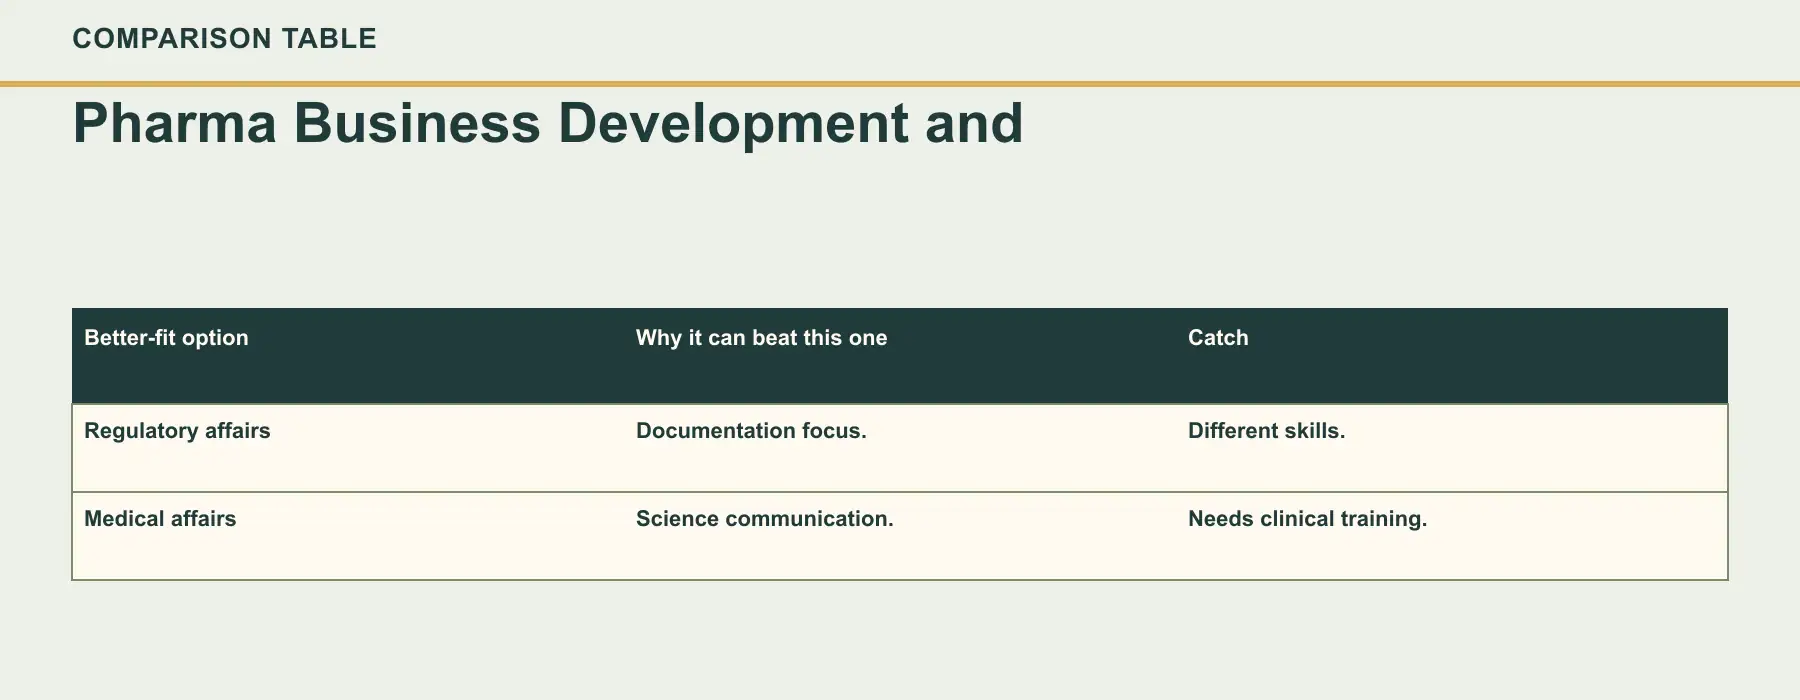 COMPARISON TABLE
Pharma Business Development and
Better-fit option Why it can beat this one Catch
Regulatory affairs Documentation focus. Different skills.
Medical affairs Science communication. Needs clinical training.